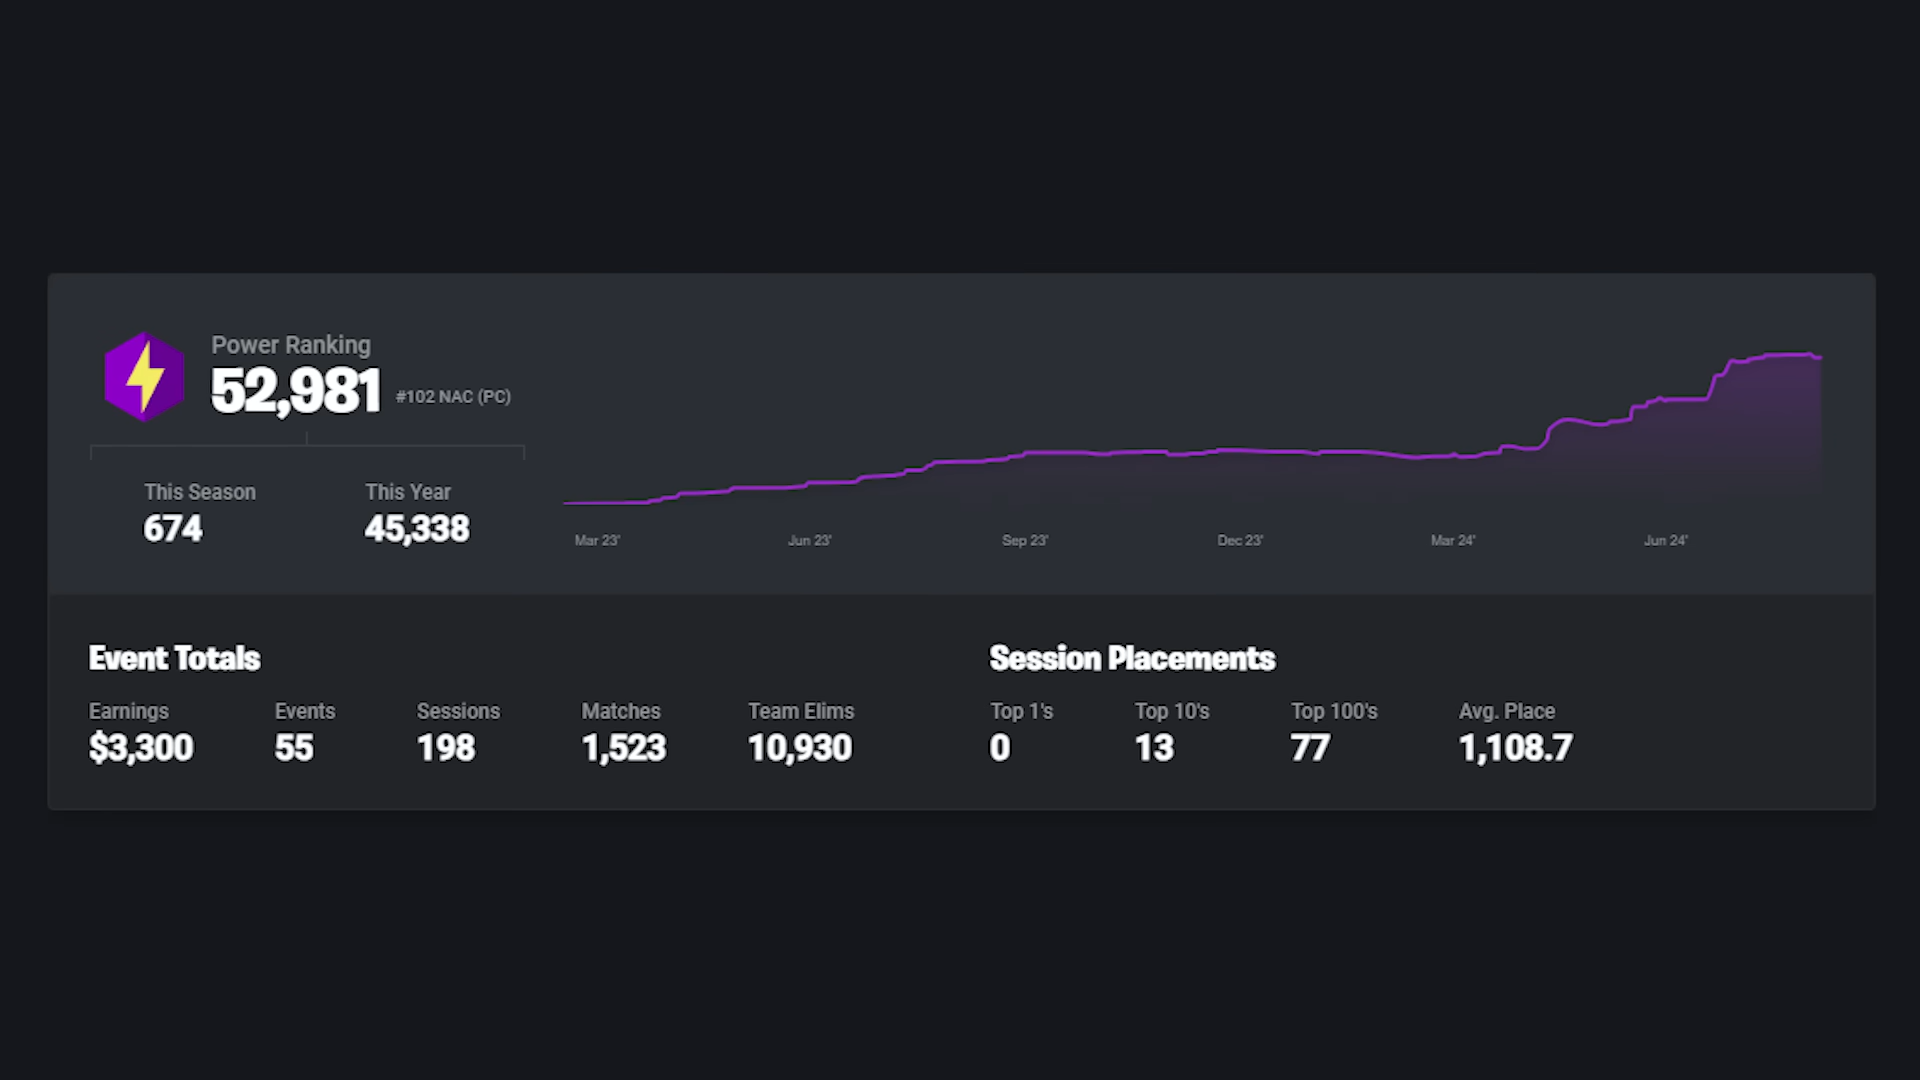 Power Ranking
52,981 #102 NAC (PC)
This Season This Year
674 45,338
Mar 23' Jun 23' Sep 23' Dec 23' Mar 24' Jun 24'
Event Totals
Earnings Events Sessions Matches Team Elims
$3,300 55 198 1,523 10,930
Session Placements
Top 1's Top 10's Top 100's Avg. Place
0 13 77 1,108.7